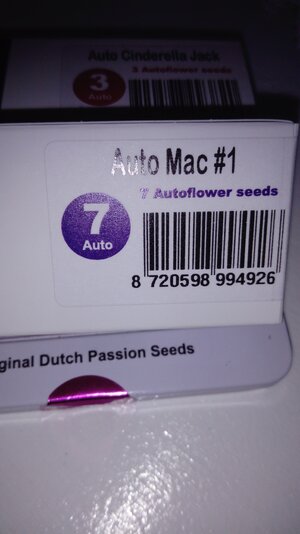 Auto Cinderella Jack
3 Autoflower seeds
3
Auto
Auto Mac #1
7 Autoflower seeds
7
Auto
8 720598 994926
ginal Dutch Passion Seeds